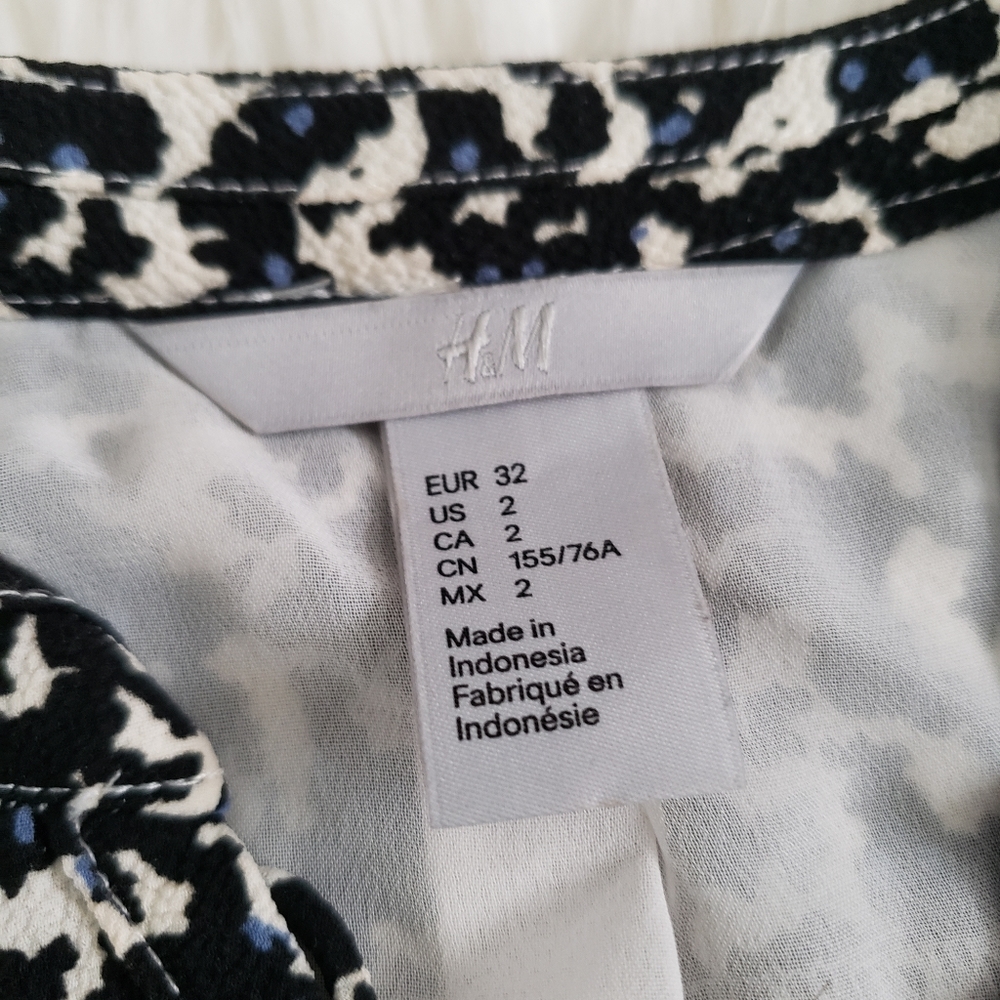 H&M
EUR 32
US 2
CA 2
CN 155/76A
MX 2
Made in
Indonesia
Fabriqué en
Indonésie